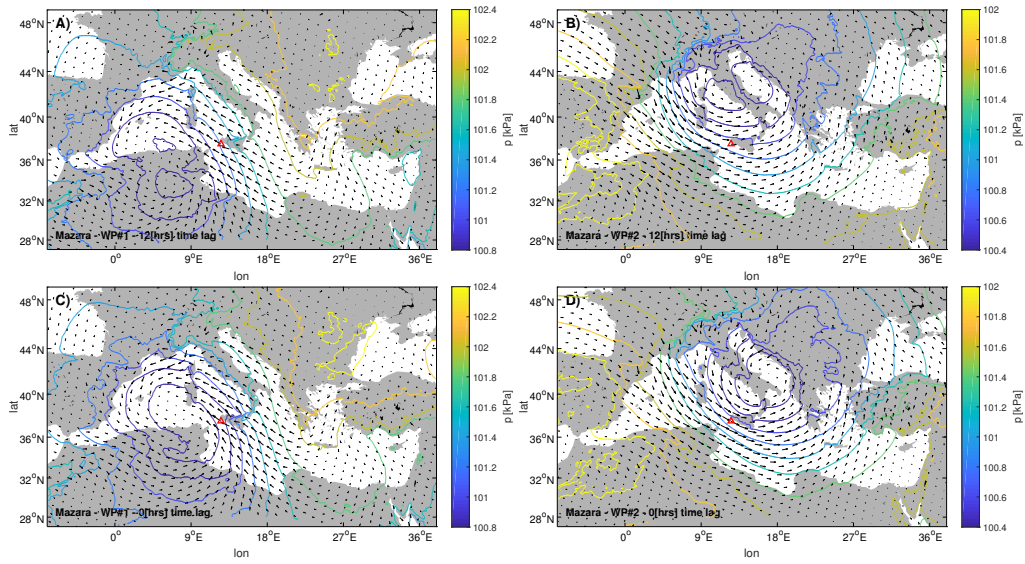 A)
48°N
44°N
40°N
36°N
32°N
28°N
lat
0°
9°E
18°E
27°E
36°E
lon
Mazara - WP#1 - -12[hrs] time lag
102.4
102.2
102
101.8
101.6
101.4
101.2
101
100.8
p [kPa]
B)
48°N
44°N
40°N
36°N
32°N
28°N
lat
0°
9°E
18°E
27°E
36°E
lon
Mazara - WP#2 - -12[hrs] time lag
102
101.8
101.6
101.4
101.2
101
100.8
100.6
100.4
p [kPa]
C)
48°N
44°N
40°N
36°N
32°N
28°N
lat
0°
9°E
18°E
27°E
36°E
lon
Mazara - WP#1 - -0[hrs] time lag
102.4
102.2
102
101.8
101.6
101.4
101.2
101
100.8
p [kPa]
D)
48°N
44°N
40°N
36°N
32°N
28°N
lat
0°
9°E
18°E
27°E
36°E
lon
Mazara - WP#2 - -0[hrs] time lag
102
101.8
101.6
101.4
101.2
101
100.8
100.6
100.4
p [kPa]